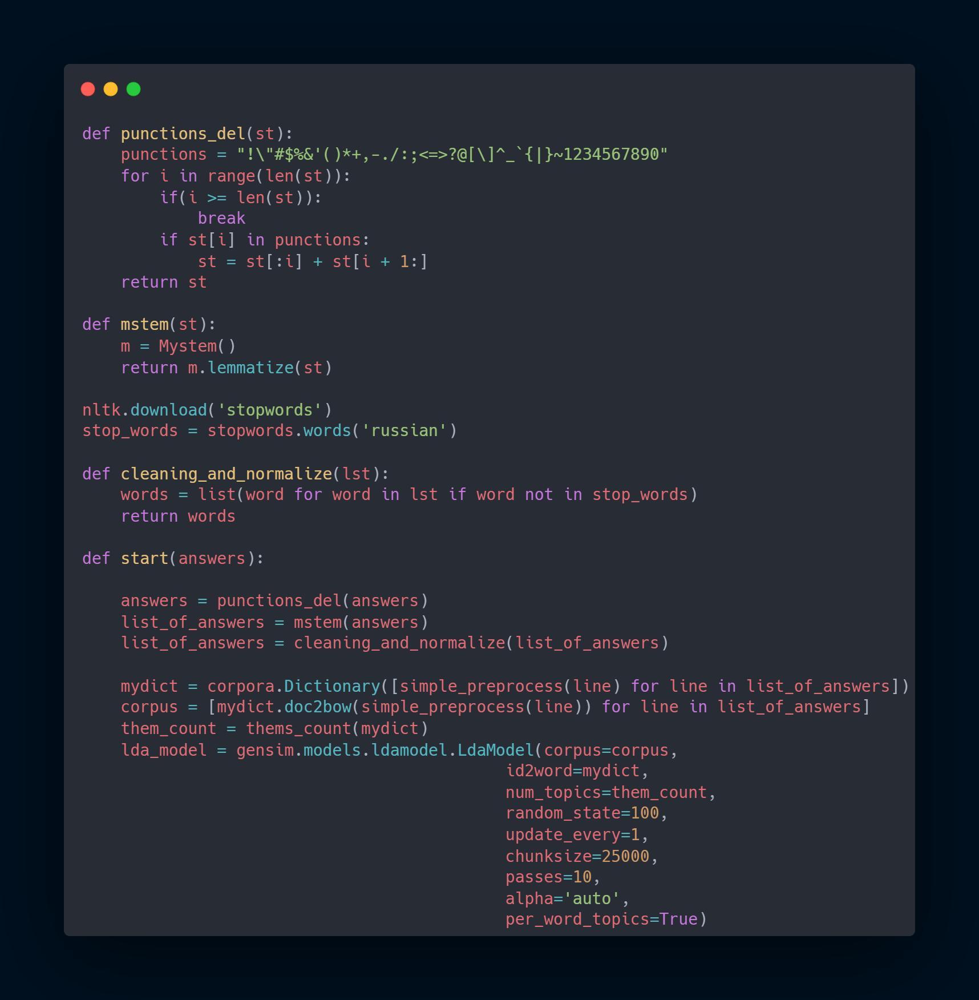 def punctions_del(st):
    punctions = "!\"#$%&'()*+,-./:;<=>?@[\]^_`{|}~1234567890"
    for i in range(len(st)):
        if(i >= len(st)):
            break
        if st[i] in punctions:
            st = st[:i] + st[i + 1:]
    return st

def mstem(st):
    m = Mystem()
    return m.lemmatize(st)

nltk.download('stopwords')
stop_words = stopwords.words('russian')

def cleaning_and_normalize(lst):
    words = list(word for word in lst if word not in stop_words)
    return words

def start(answers):

    answers = punctions_del(answers)
    list_of_answers = mstem(answers)
    list_of_answers = cleaning_and_normalize(list_of_answers)

    mydict = corpora.Dictionary([simple_preprocess(line) for line in list_of_answers])
    corpus = [mydict.doc2bow(simple_preprocess(line)) for line in list_of_answers]
    them_count = thems_count(mydict)
    lda_model = gensim.models.ldamodel.LdaModel(corpus=corpus,
                                            id2word=mydict,
                                            num_topics=them_count,
                                            random_state=100,
                                            update_every=1,
                                            chunksize=25000,
                                            passes=10,
                                            alpha='auto',
                                            per_word_topics=True)